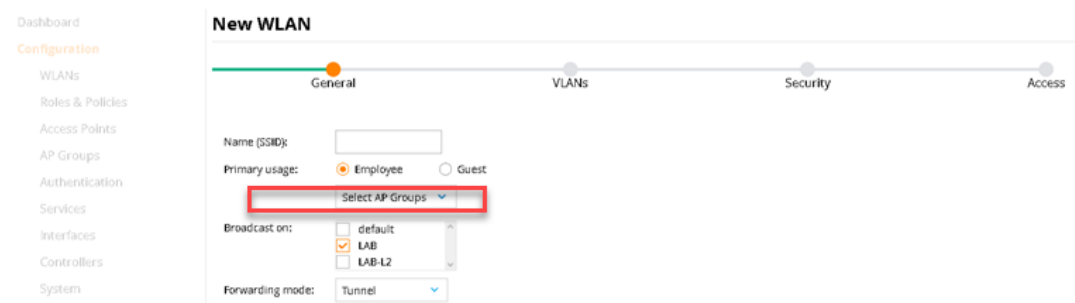 Dashboard
Configuration
WLANs
Roles & Policies
Access Points
AP Groups
Authentication
Services
Interfaces
Controllers
System
New WLAN
General
VLANs
Security
Access
Name (SSID):
Primary usage:
Employee
Guest
Select AP Groups
Broadcast on:
default
LAB
LAB-L2
Forwarding mode:
Tunnel